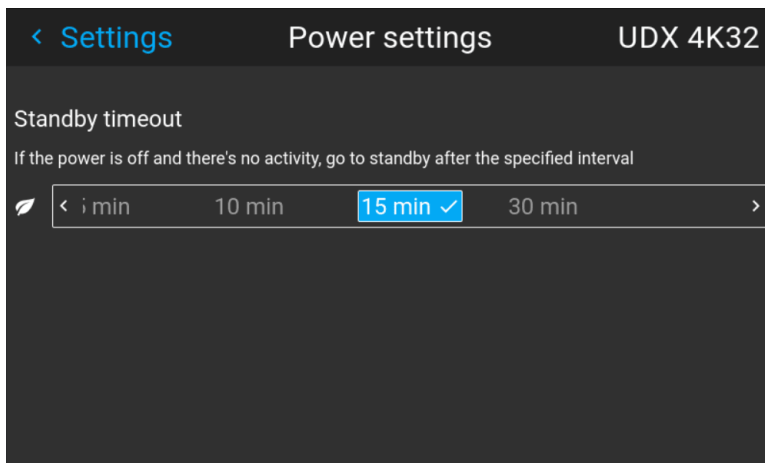 Settings Power settings UDX 4K32
Standby timeout
If the power is off and there's no activity, go to standby after the specified interval
min 10 min 15 min 30 min